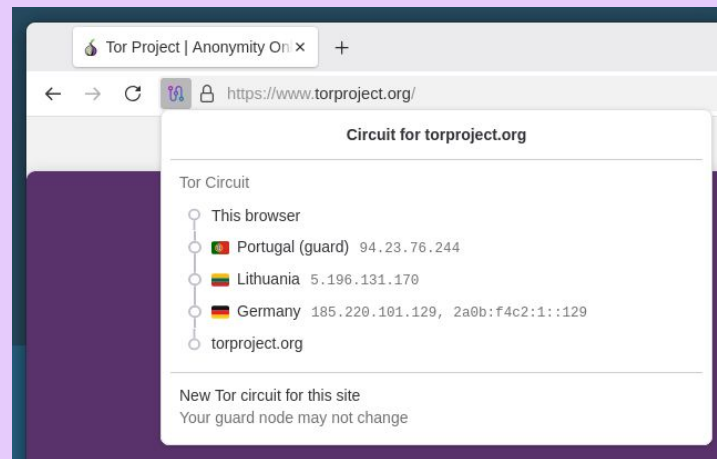 Tor Project | Anonymity On
https://www.torproject.org/
Circuit for torproject.org
Tor Circuit
This browser
Portugal (guard) 94.23.76.244
Lithuania 5.196.131.170
Germany 185.220.101.129, 2a0b:f4c2:1::129
torproject.org
New Tor circuit for this site
Your guard node may not change